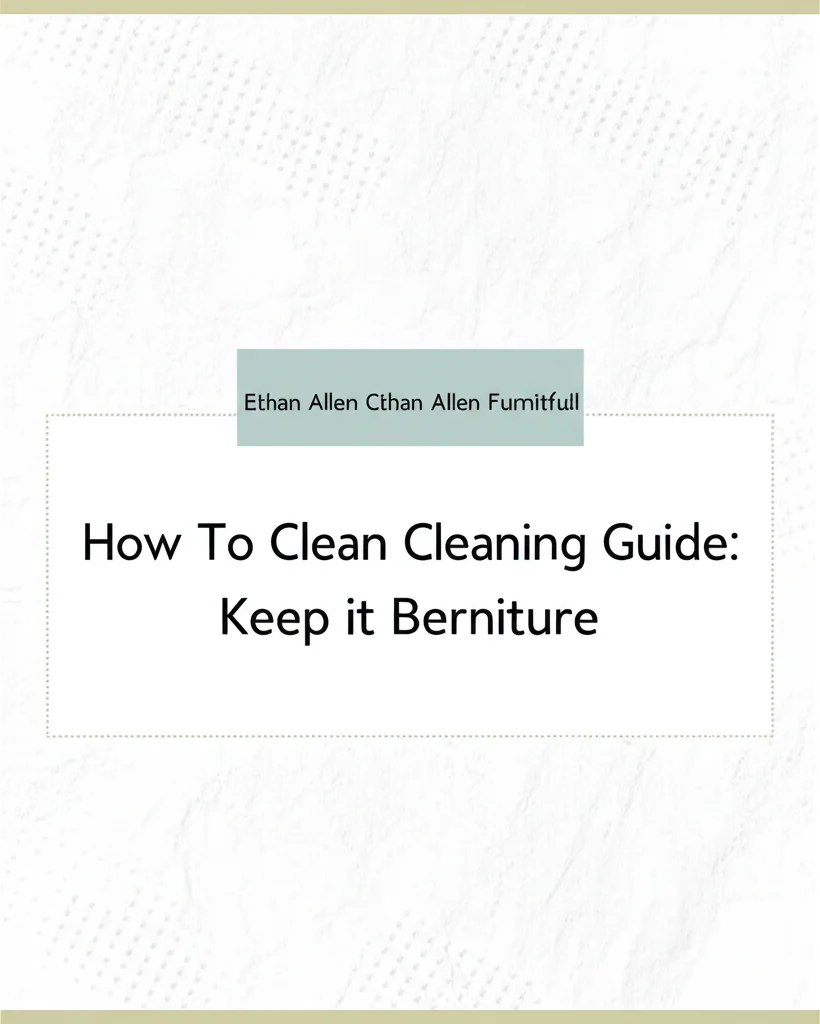 Ethan Allen Cthan Allen Fumitfull
How To Clean Cleaning Guide:
Keep it Berniture